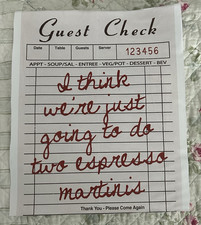 Guest Check
Date Table Guests Server 123456
APPT - SOUP/SAL - ENTREE - VEG/POT - DESSERT - BEV
I think
we're just
going to do
two espresso
martinis
Thank You - Please Come Again